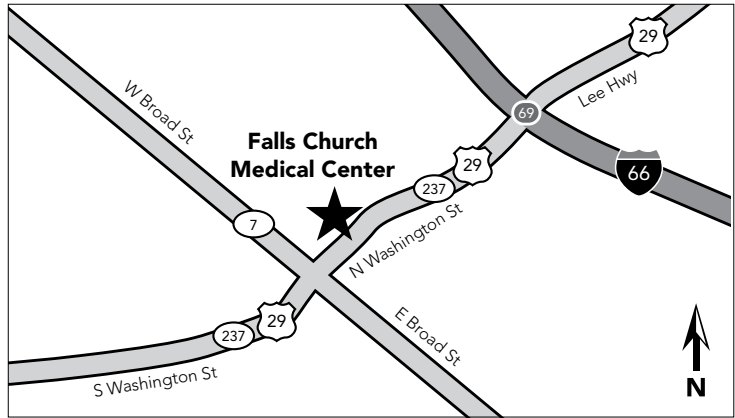 29
Lee Hwy
W Broad St
69
Falls Church
Medical Center
29
66
237
7
N Washington St
29
237
E Broad St
S Washington St
N